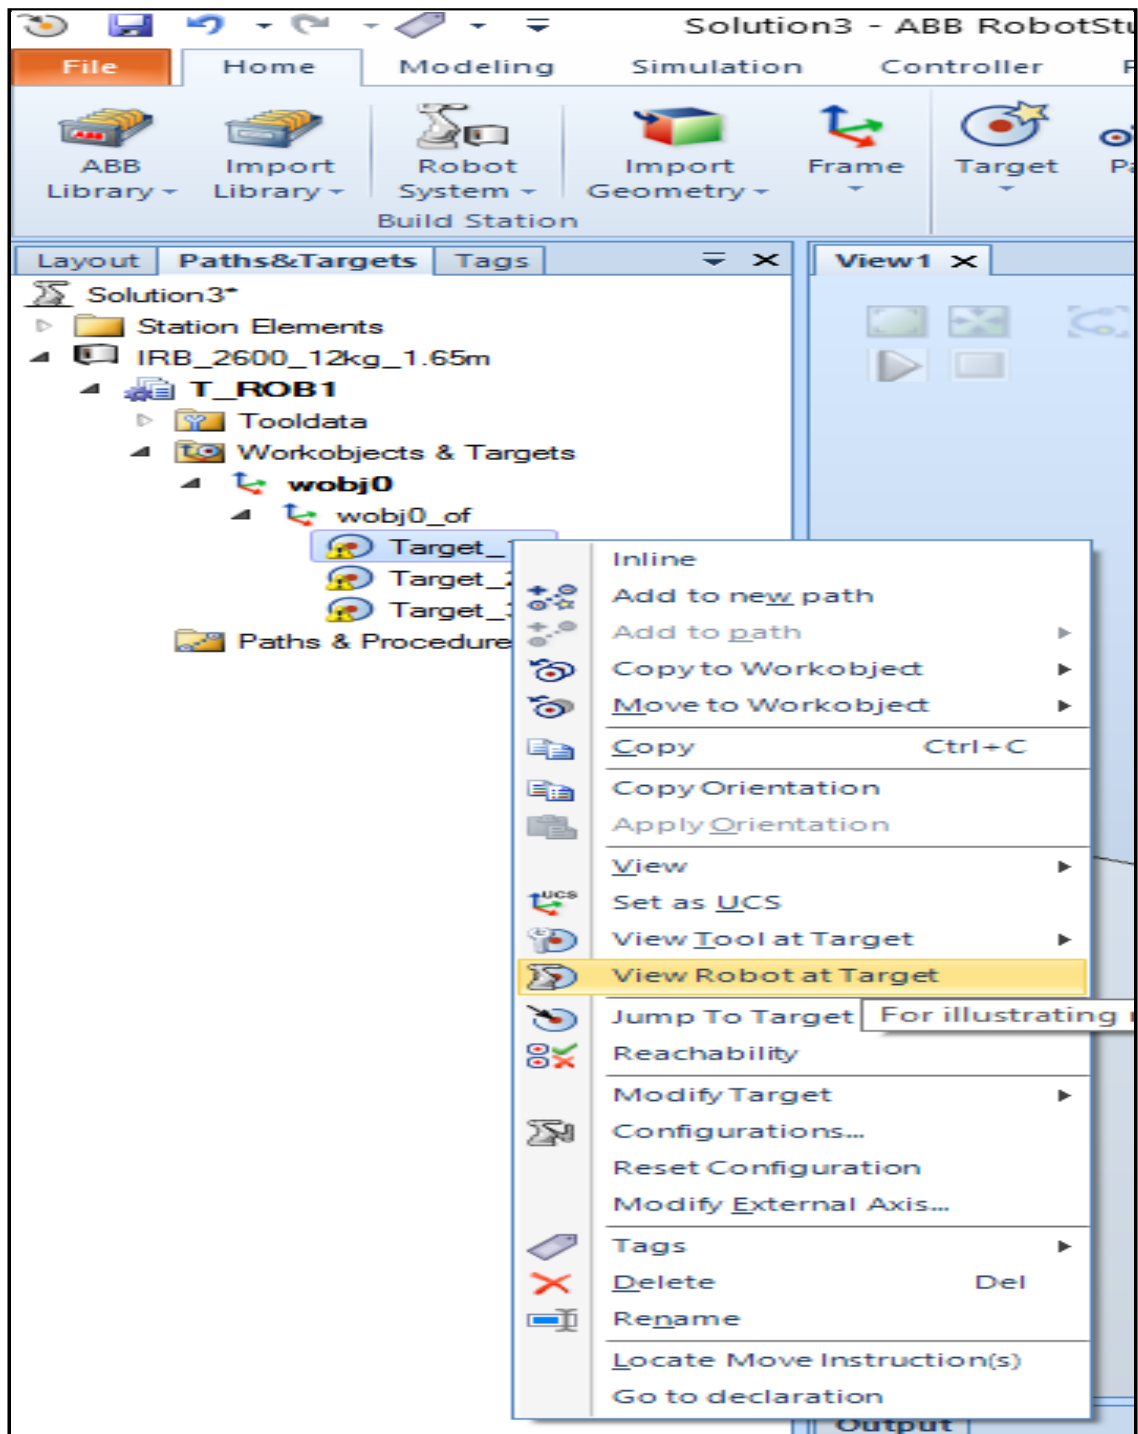 Solution3 - ABB RobotStu
File Home Modeling Simulation Controller
ABB Library Import Library Robot System Import Geometry Frame Target
Build Station
Layout Paths&Targets Tags View1
Solution3*
Station Elements
IRB_2600_12kg_1.65m
T_ROB1
Tooldata
Workobjects & Targets
wobj0
wobj0_of
Target_
Target_2
Target_3
Paths & Procedure
Inline
Add to new path
Add to path
Copy to Workobject
Move to Workobject
Copy Ctrl+C
Copy Orientation
Apply Orientation
View
UCS Set as UCS
View Tool at Target
View Robot at Target
Jump To Target For illustrating
Reachability
Modify Target
Configurations...
Reset Configuration
Modify External Axis...
Tags
Delete Del
Rename
Locate Move Instruction(s)
Go to declaration
Output